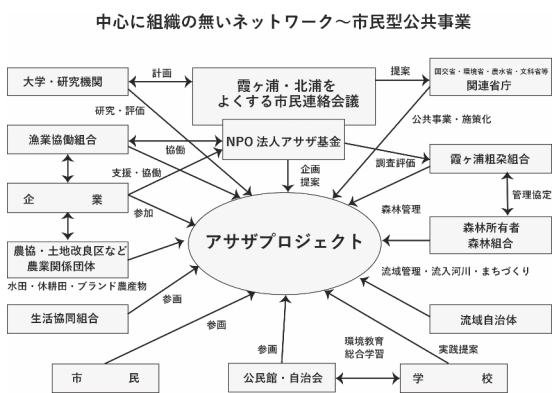 中心に組織の無いネットワーク～市民型公共事業
大学・研究機関
計画
霞ヶ浦・北浦を
よくする市民連絡会議
提案
国交省・環境省・農水省・文科省等
関連省庁
研究・評価
公共事業・施策化
漁業協働組合
協働
NPO 法人アサザ基金
支援・協働
企画
提案
調査評価
霞ヶ浦粗朶組合
企　業
参加
森林管理
管理協定
アサザプロジェクト
森林所有者
森林組合
農協・土地改良区など
農業関係団体
水田・休耕田・ブランド農産物
流域管理・流入河川・まちづくり
参画
生活協同組合
流域自治体
参画
参画
環境教育
総合学習
実践提案
市　民
公民館・自治会
学　校